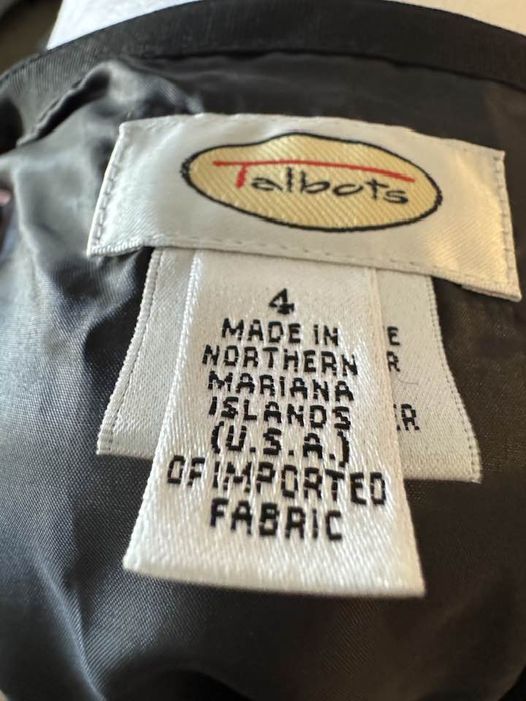 Talbots
4
MADE IN
NORTHERN
MARIANA
ISLANDS
(U.S.A.)
OF IMPORTED
FABRIC